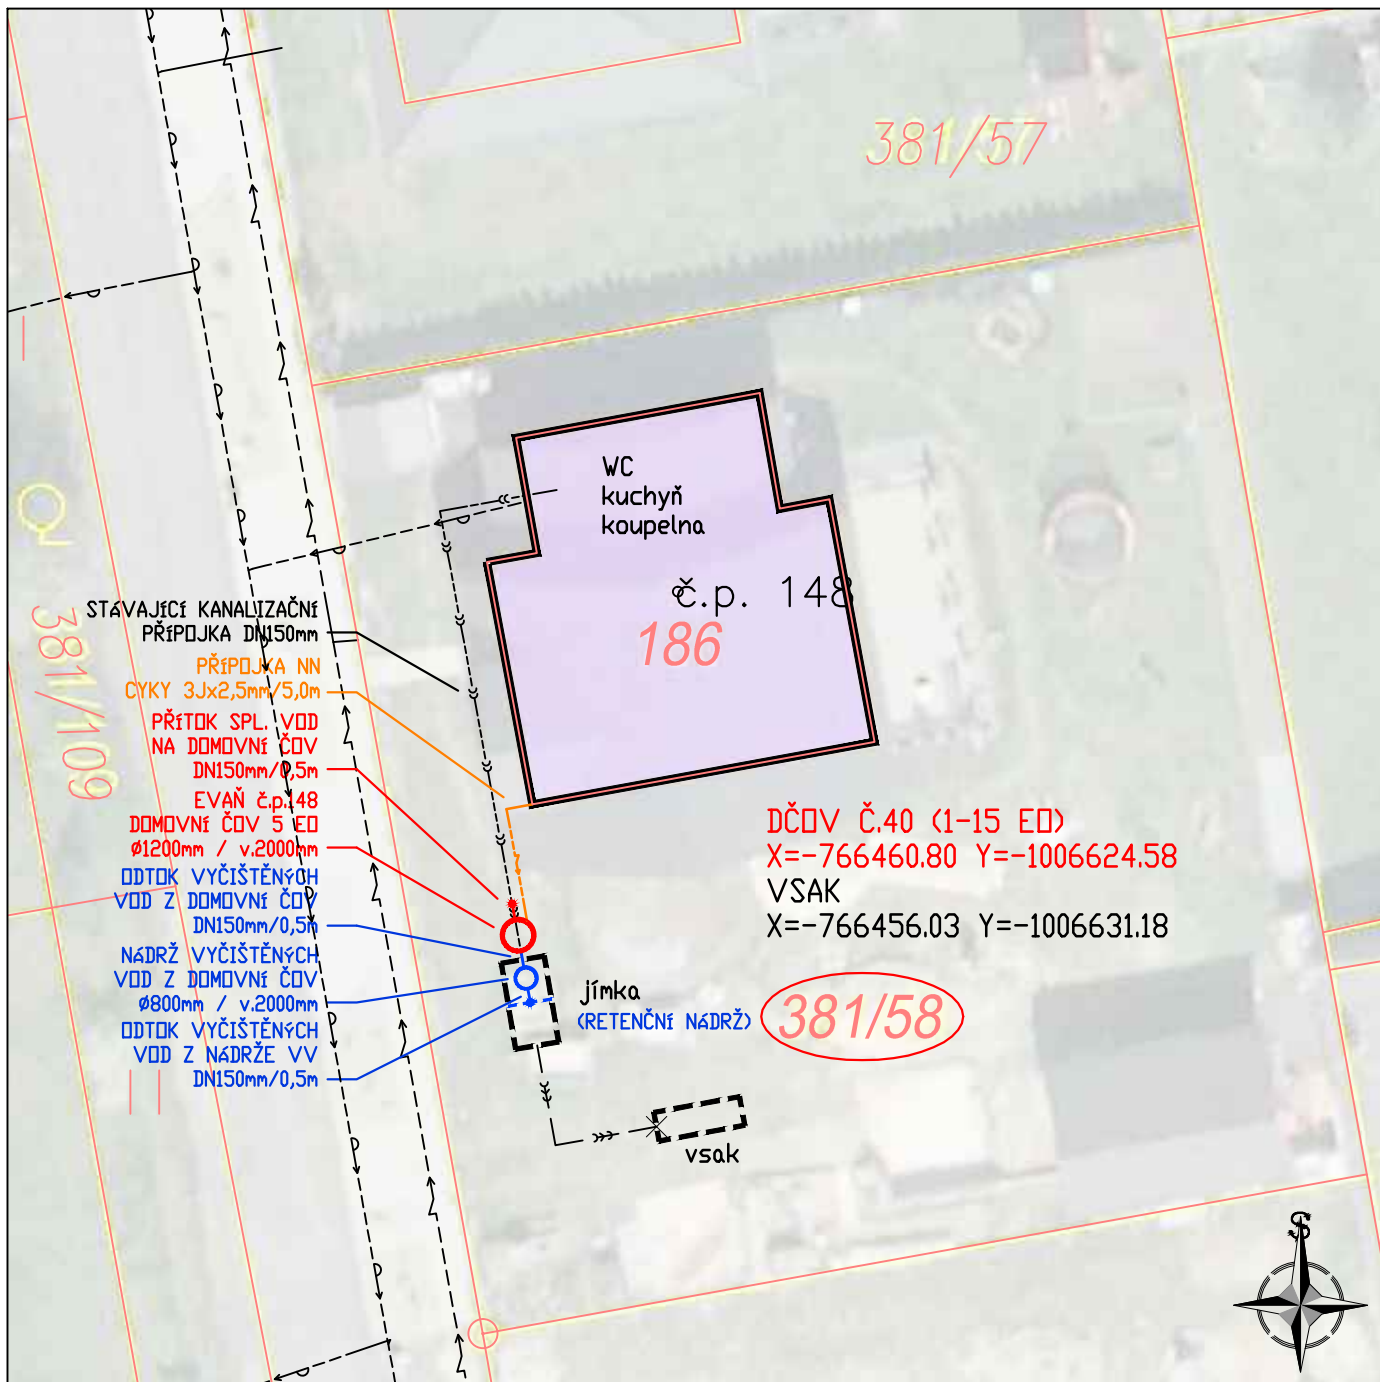 381/57
WC
kuchyň
koupelna
č.p. 148
186
381/109
STÁVAJÍCÍ KANALIZAČNÍ
PŘÍPOJKA DN150mm
PŘÍPOJKA NN
CYKY 3Jx2,5mm/5,0m
PŘÍTOK SPL. VOD
NA DOMOVNÍ ČOV
DN150mm/0,5m
EVAŇ č.p.148
DOMOVNÍ ČOV 5 EO
Ø1200mm / v.2000mm
ODTOK VYČIŠTĚNÝCH
VOD Z DOMOVNÍ ČOV
DN150mm/0,5m
NÁDRŽ VYČIŠTĚNÝCH
VOD Z DOMOVNÍ ČOV
Ø800mm / v.2000mm
ODTOK VYČIŠTĚNÝCH
VOD Z NÁDRŽE VV
DN150mm/0,5m
DČOV Č.40 (1-15 EO)
X=-766460.80 Y=-1006624.58
VSAK
X=-766456.03 Y=-1006631.18
jímka
(RETENČNÍ NÁDRŽ)
381/58
vsak
S